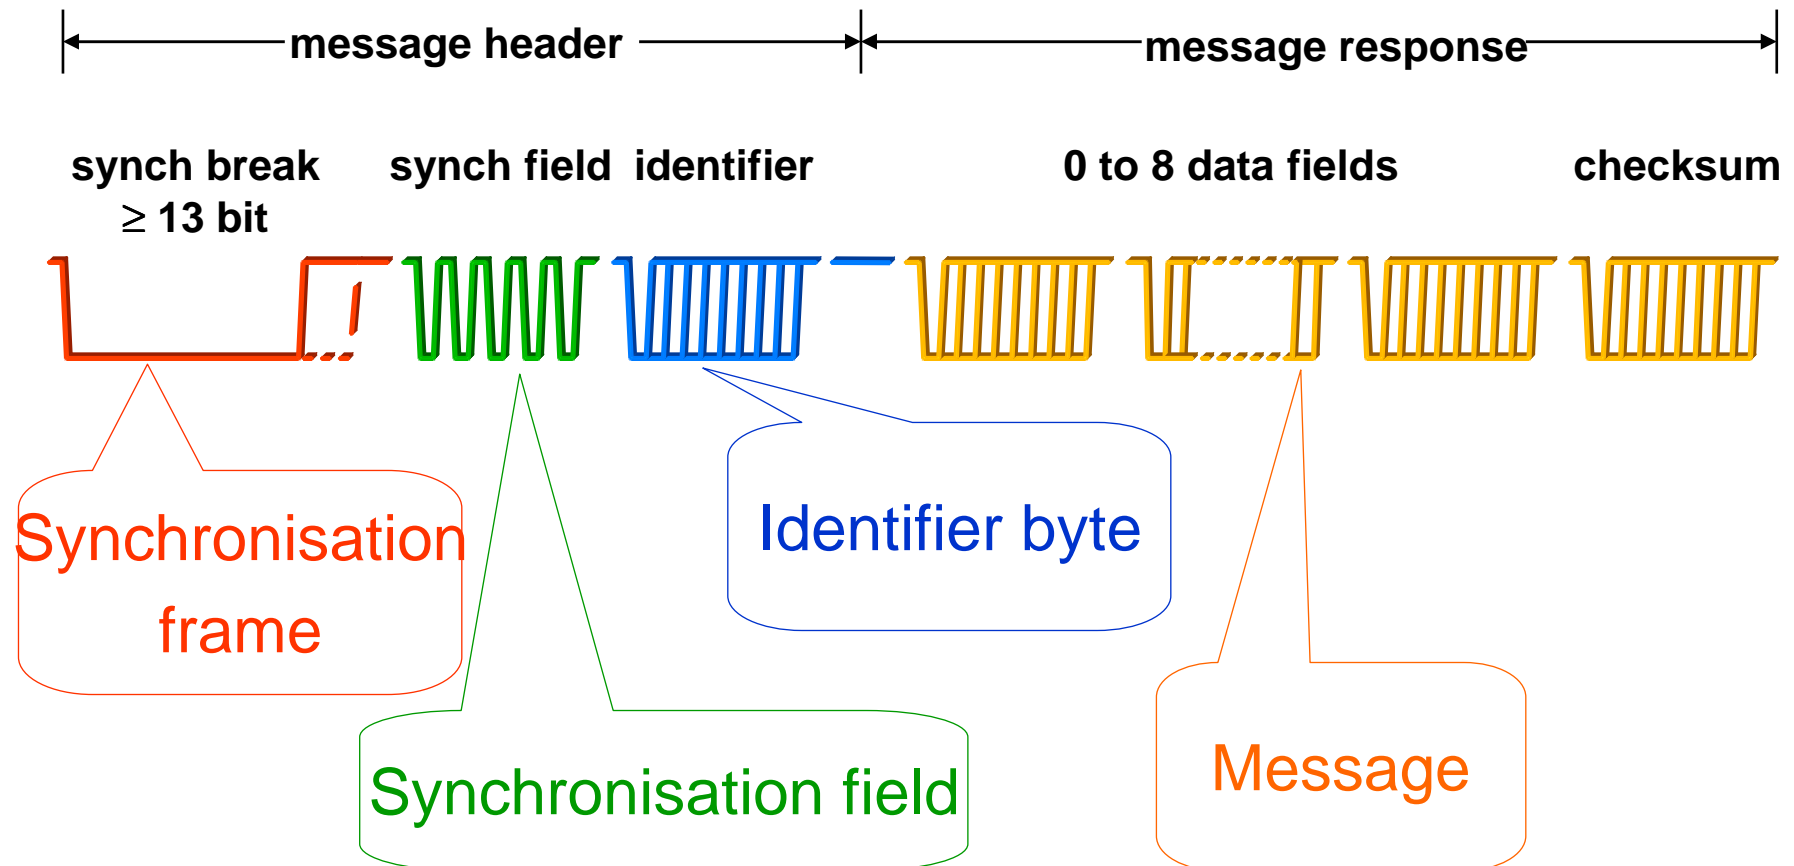 message header message response
synch break synch field identifier 0 to 8 data fields checksum
≥ 13 bit
Synchronisation
frame
Identifier byte
Synchronisation field
Message